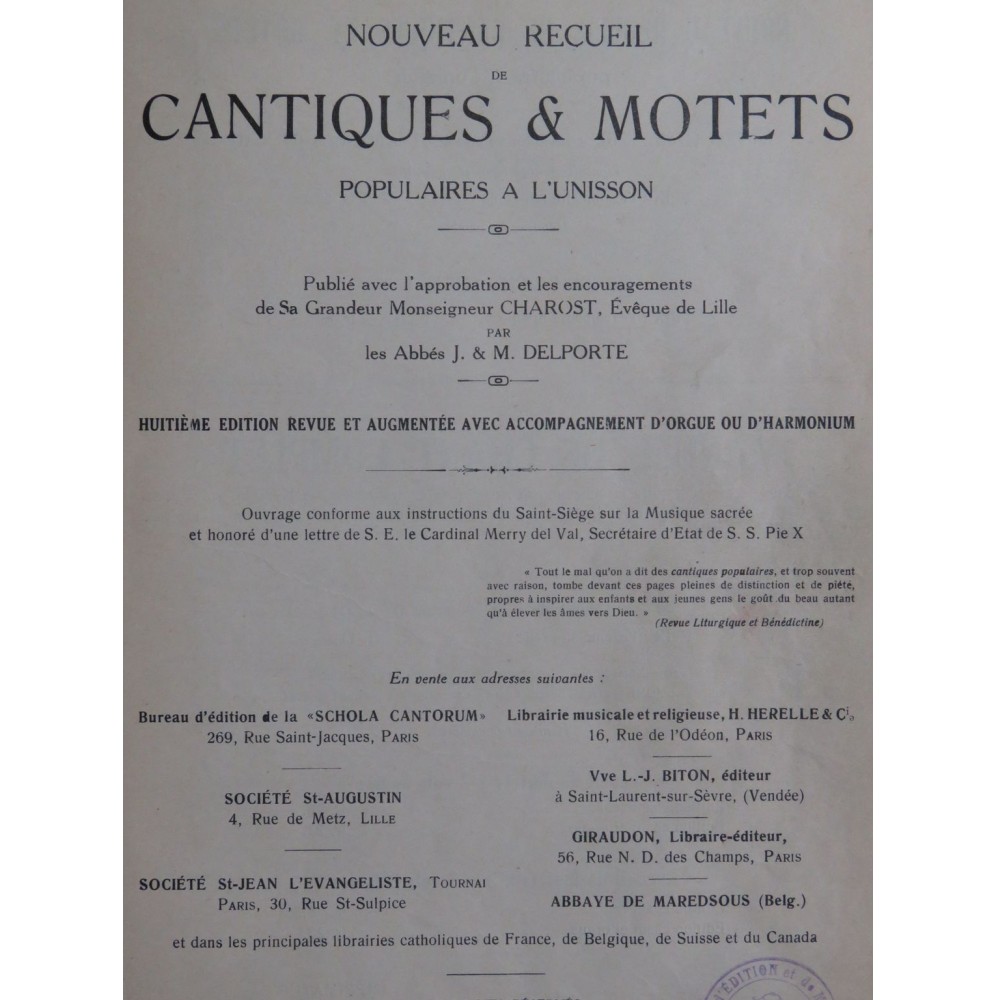 NOUVEAU RECUEIL
DE
CANTIQUES & MOTETS
POPULAIRES A L'UNISSON
Publié avec l'approbation et les encouragements
de Sa Grandeur Monseigneur CHAROST, Évêque de Lille
PAR
les Abbés J. & M. DELPORTE
HUITIÈME EDITION REVUE ET AUGMENTÉE AVEC ACCOMPAGNEMENT D'ORGUE OU D'HARMONIUM
Ouvrage conforme aux instructions du Saint-Siège sur la Musique sacrée
et honoré d'une lettre de S. E. le Cardinal Merry del Val, Secrétaire d'Etat de S. S. Pie X
« Tout le mal qu'on a dit des cantiques populaires, et trop souvent
avec raison, tombe devant ces pages pleines de distinction et de piété,
propres à inspirer aux enfants et aux jeunes gens le goût du beau autant
qu'à élever les âmes vers Dieu. »
(Revue Liturgique et Bénédictine)
En vente aux adresses suivantes :
Bureau d'édition de la «SCHOLA CANTORUM»
269, Rue Saint-Jacques, PARIS
SOCIÉTÉ St-AUGUSTIN
4, Rue de Metz, LILLE
SOCIÉTÉ St-JEAN L'EVANGELISTE, TOURNAI
PARIS, 30, Rue St-Sulpice
Librairie musicale et religieuse, H. HERELLE & Cie
16, Rue de l'Odéon, PARIS
Vve L.-J. BITON, éditeur
à Saint-Laurent-sur-Sèvre, (Vendée)
GIRAUDON, Libraire-éditeur,
56, Rue N. D. des Champs, PARIS
ABBAYE DE MAREDSOUS (Belg.)
et dans les principales librairies catholiques de France, de Belgique, de Suisse et du Canada
D'ÉDITION et de